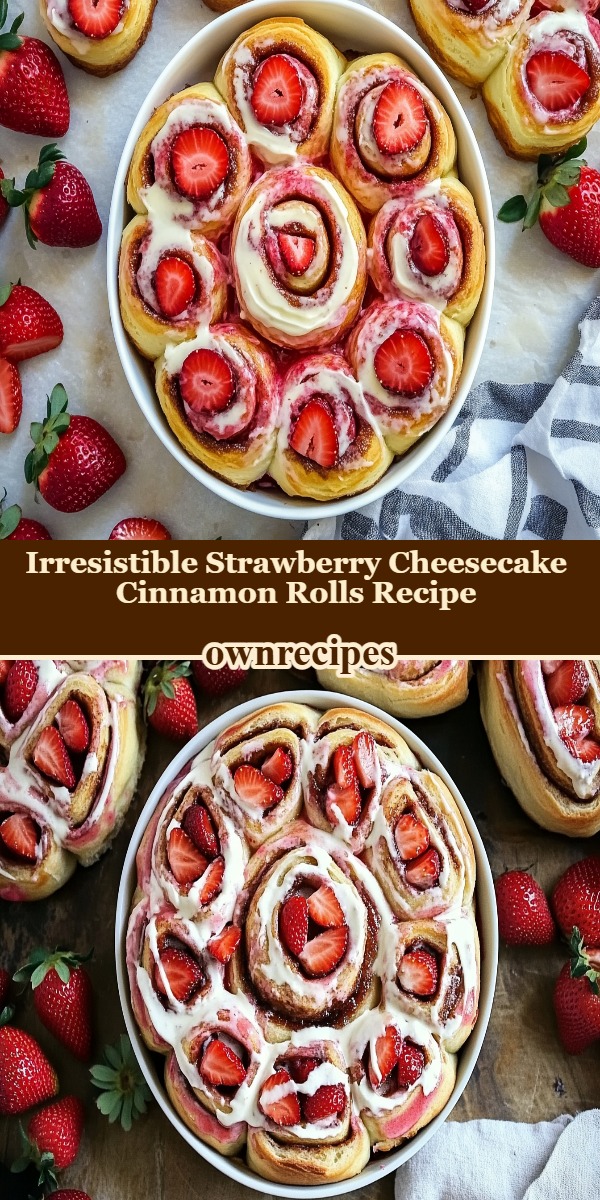 Irresistible Strawberry Cheesecake
Cinnamon Rolls Recipe
ownrecipes